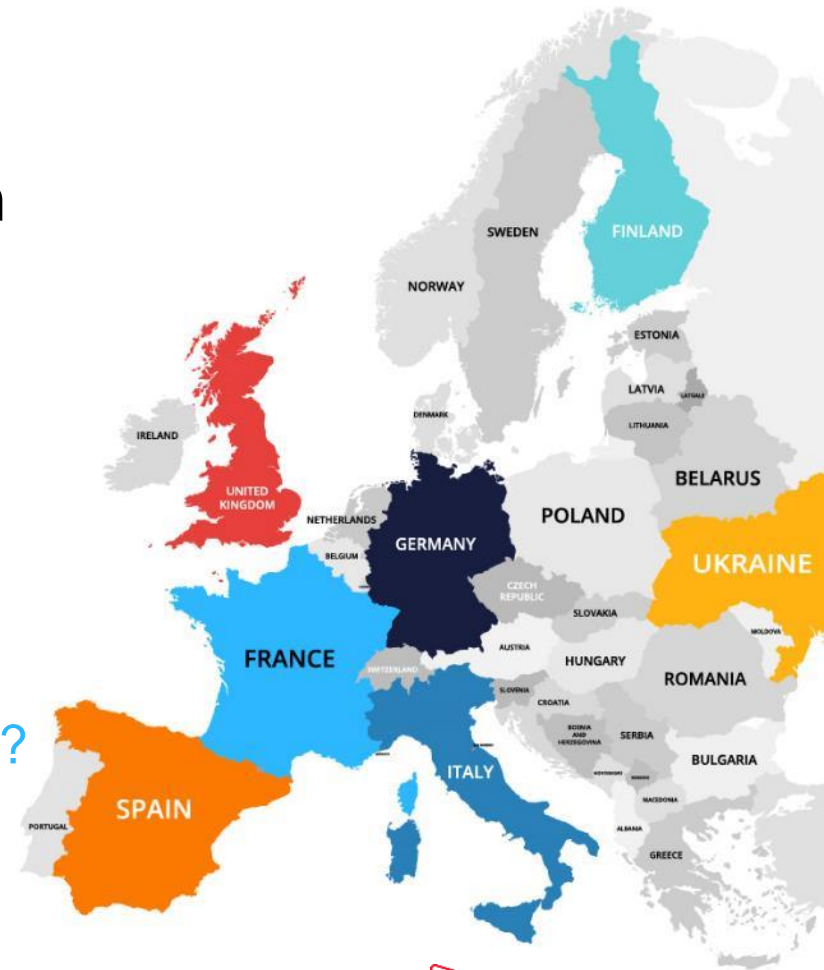 n
SWEDEN
FINLAND
NORWAY
ESTONIA
LATVIA
LATGALE
DENMARK
LITHUANIA
IRELAND
BELARUS
UNITED
KINGDOM
NETHERLANDS
POLAND
GERMANY
BELGIUM
UKRAINE
CZECH
REPUBLIC
SLOVAKIA
MOLDOVA
AUSTRIA
FRANCE
HUNGARY
SWITZERLAND
ROMANIA
SLOVENIA
CROATIA
BOSNIA
AND
HERZEGOVINA
SERBIA
?
BULGARIA
ITALY
SPAIN
MACEDONIA
PORTUGAL
ALBANIA
GREECE